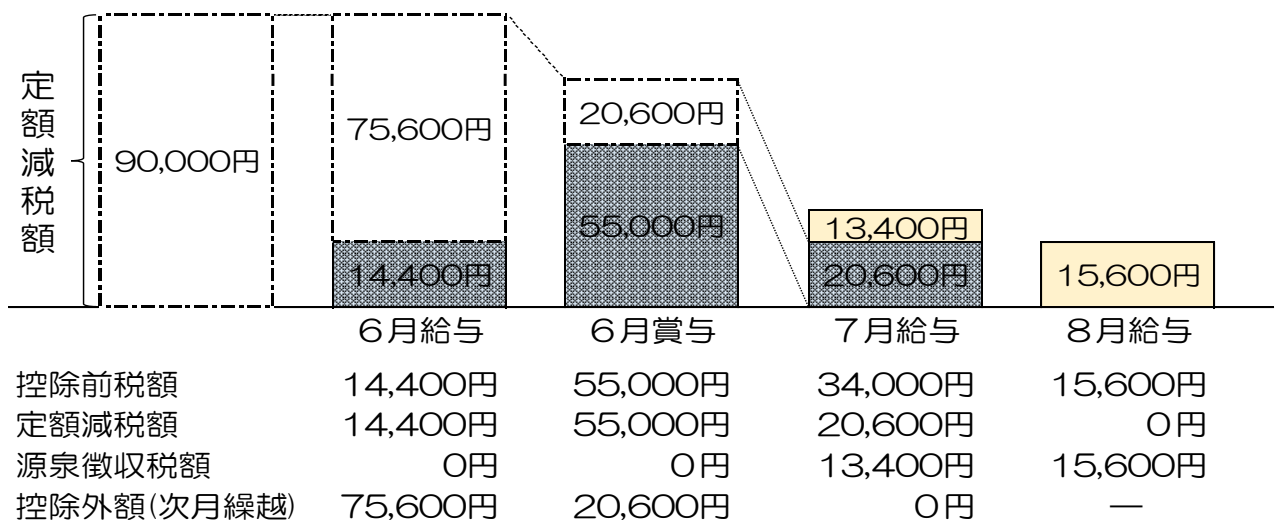 定額減税額
90,000円
75,600円
14,400円
20,600円
55,000円
13,400円
20,600円
15,600円
6月給与 6月賞与 7月給与 8月給与
控除前税額 14,400円 55,000円 34,000円 15,600円
定額減税額 14,400円 55,000円 20,600円 0円
源泉徴収税額 0円 0円 13,400円 15,600円
控除外額(次月繰越) 75,600円 20,600円 0円 —